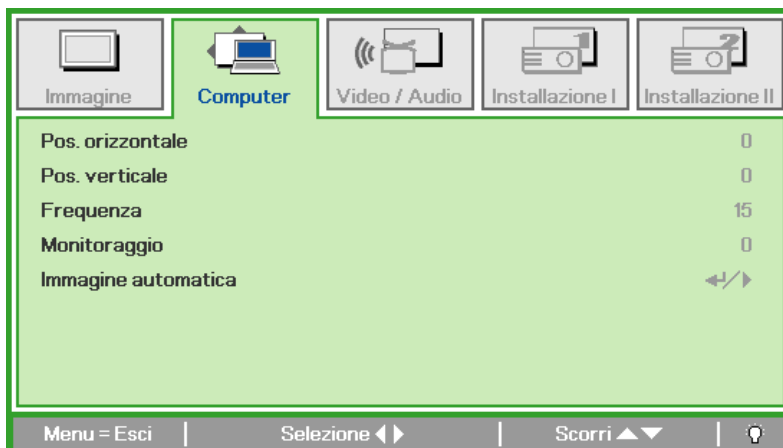 Immagine Computer Video / Audio Installazione I Installazione II
Pos. orizzontale 0
Pos. verticale 0
Frequenza 15
Monitoraggio 0
Immagine automatica
Menu = Esci Selezione Scorri